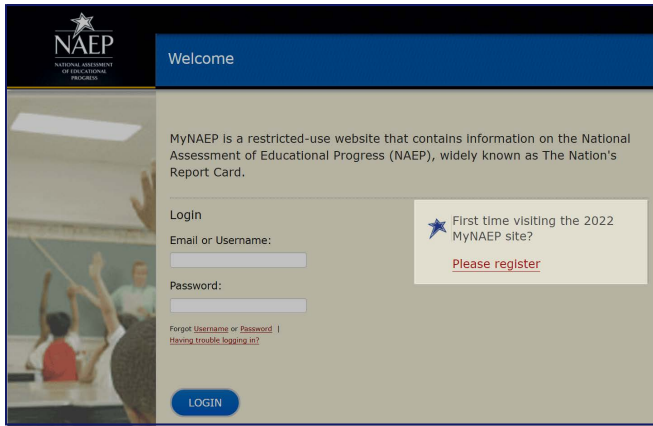 NAEP
NATIONAL ASSESSMENT
OF EDUCATIONAL
PROGRESS
Welcome
MyNAEP is a restricted-use website that contains information on the National
Assessment of Educational Progress (NAEP), widely known as The Nation's
Report Card.
Login
Email or Username:
Password:
Forgot Username or Password |
Having trouble logging in?
LOGIN
First time visiting the 2022
MyNAEP site?
Please register